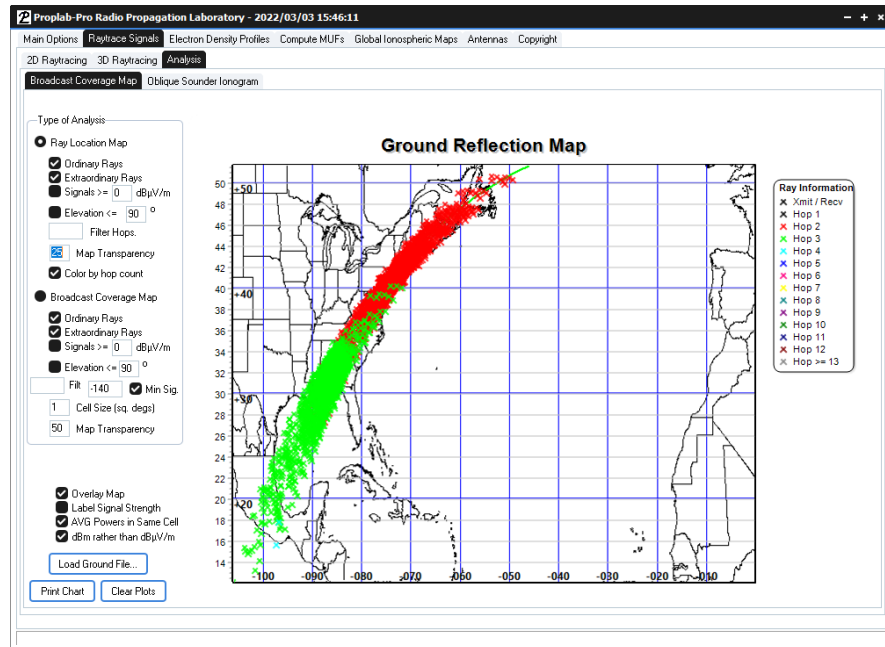 Proplab-Pro Radio Propagation Laboratory - 2022/03/03 15:46:11
Main Options Raytrace Signals Electron Density Profiles Compute MUFs Global Ionospheric Maps Antennas Copyright
2D Raytracing 3D Raytracing Analysis
Broadcast Coverage Map Oblique Sounder Ionogram
Type of Analysis
Ray Location Map
Ordinary Rays
Extraordinary Rays
Signals >= 0 dBµV/m
Elevation <= 90 o
Filter Hops.
25 Map Transparency
Color by hop count
Broadcast Coverage Map
Ordinary Rays
Extraordinary Rays
Signals >= 0 dBµV/m
Elevation <= 90 o
Filt -140 Min Sig.
1 Cell Size (sq. degs)
50 Map Transparency
Overlay Map
Label Signal Strength
AVG Powers in Same Cell
dBm rather than dBµV/m
Load Ground File...
Print Chart Clear Plots
Ground Reflection Map
50
48
46
44
42
40
38
36
34
32
30
28
26
24
22
20
18
16
14
+50
+40
+30
+20
-100 -090 -080 -070 -060 -050 -040 -030 -020 -010
Ray Information
Xmit / Recv
Hop 1
Hop 2
Hop 3
Hop 4
Hop 5
Hop 6
Hop 7
Hop 8
Hop 9
Hop 10
Hop 11
Hop 12
Hop >= 13